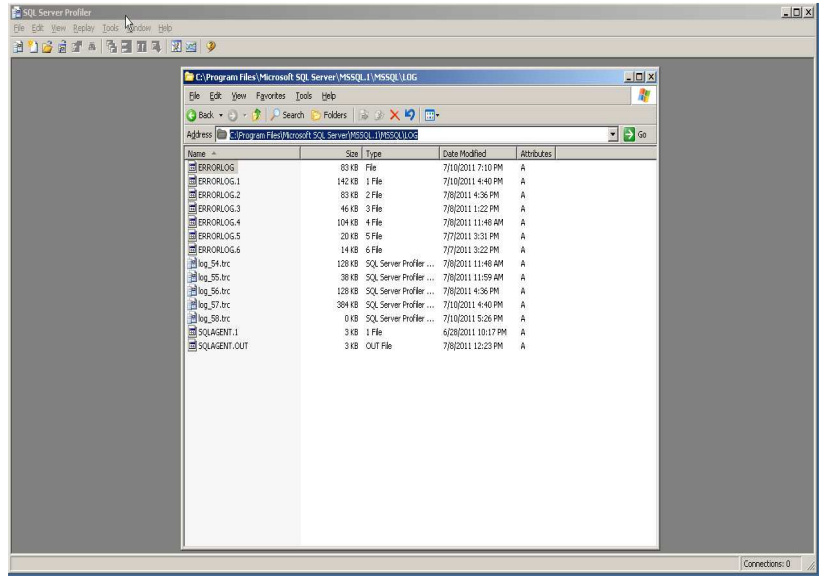 SQL Server Profiler
File Edit View Replay Tools Window Help
C:\Program Files\Microsoft SQL Server\MSSQL.1\MSSQL\LOG
File Edit View Favorites Tools Help
Back Search Folders
Address C:\Program Files\Microsoft SQL Server\MSSQL.1\MSSQL\LOG Go
Name Size Type Date Modified Attributes
ERRORLOG 83 KB File 7/10/2011 7:10 PM A
ERRORLOG.1 142 KB 1 File 7/10/2011 4:40 PM A
ERRORLOG.2 83 KB 2 File 7/8/2011 4:36 PM A
ERRORLOG.3 46 KB 3 File 7/8/2011 1:22 PM A
ERRORLOG.4 104 KB 4 File 7/8/2011 11:48 AM A
ERRORLOG.5 20 KB 5 File 7/7/2011 3:31 PM A
ERRORLOG.6 14 KB 6 File 7/7/2011 3:22 PM A
log_54.trc 128 KB SQL Server Profiler ... 7/8/2011 11:48 AM A
log_55.trc 38 KB SQL Server Profiler ... 7/8/2011 11:59 AM A
log_56.trc 128 KB SQL Server Profiler ... 7/8/2011 4:36 PM A
log_57.trc 384 KB SQL Server Profiler ... 7/10/2011 4:40 PM A
log_58.trc 0 KB SQL Server Profiler ... 7/10/2011 5:26 PM A
SQLAGENT.1 3 KB 1 File 6/28/2011 10:17 PM A
SQLAGENT.OUT 3 KB OUT File 7/8/2011 12:23 PM A
Connections: 0